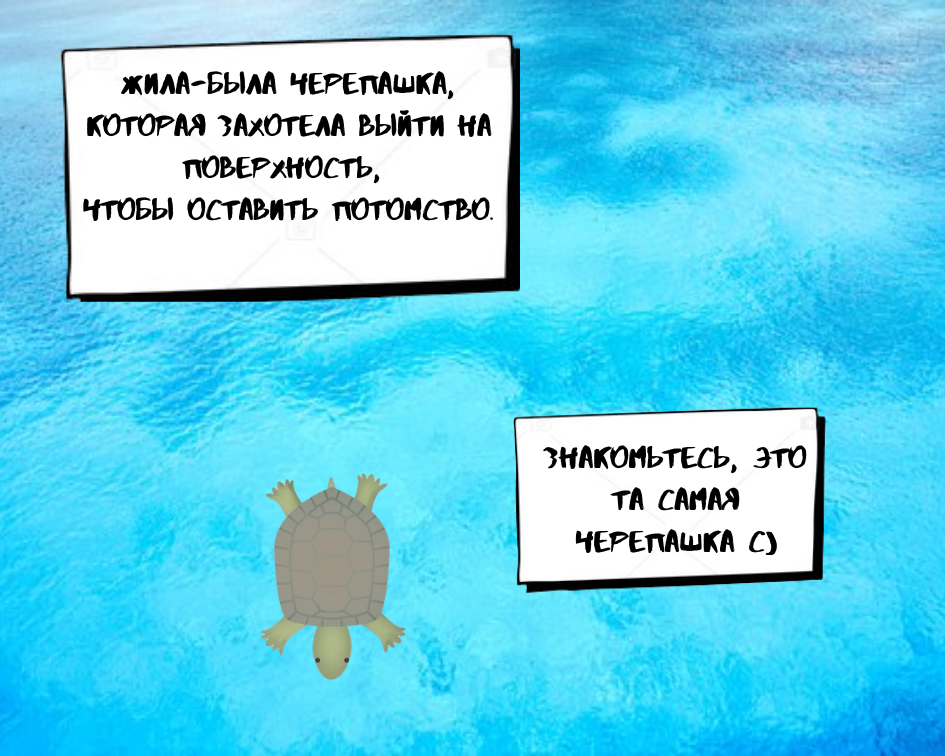 ЖИЛА-БЫЛА ЧЕРЕПАШКА,
КОТОРАЯ ЗАХОТЕЛА ВЫЙТИ НА
ПОВЕРХНОСТЬ,
ЧТОБЫ ОСТАВИТЬ ПОТОМСТВО.
ЗНАКОМЬТЕСЬ, ЭТО
ТА САМАЯ
ЧЕРЕПАШКА С)